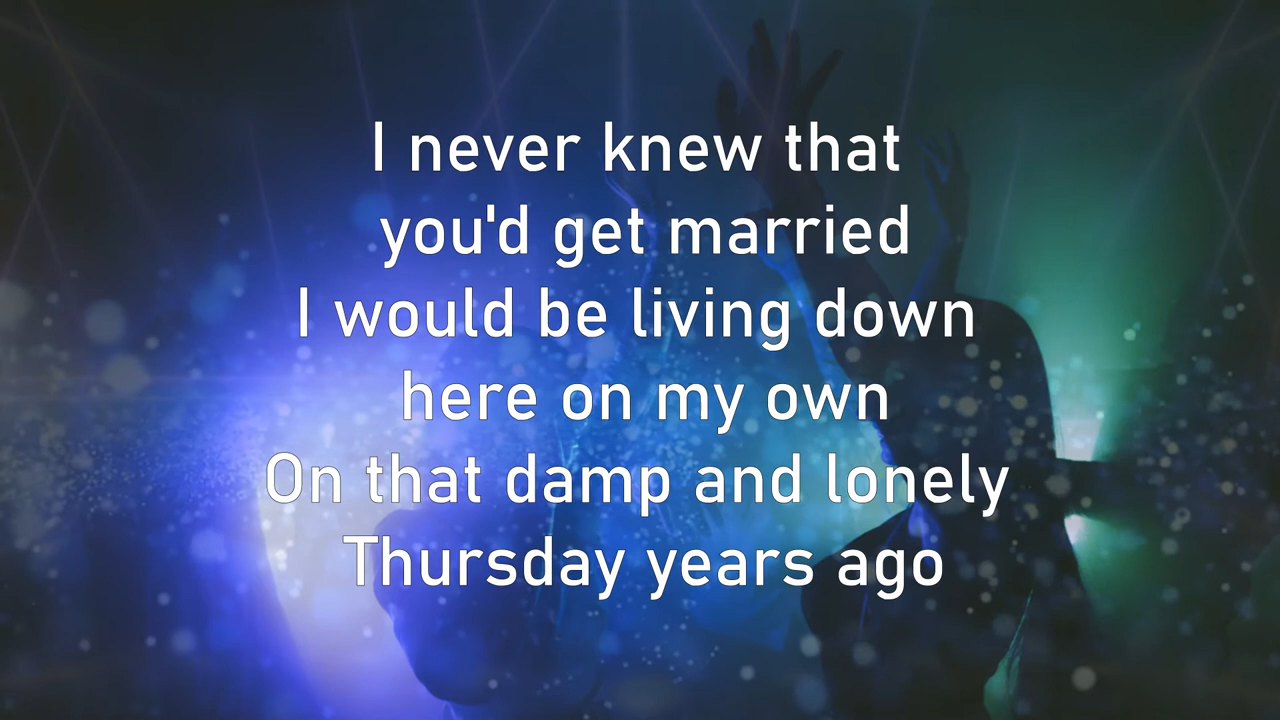 I never knew that
you'd get married
I would be living down
here on my own
On that damp and lonely
Thursday years ago